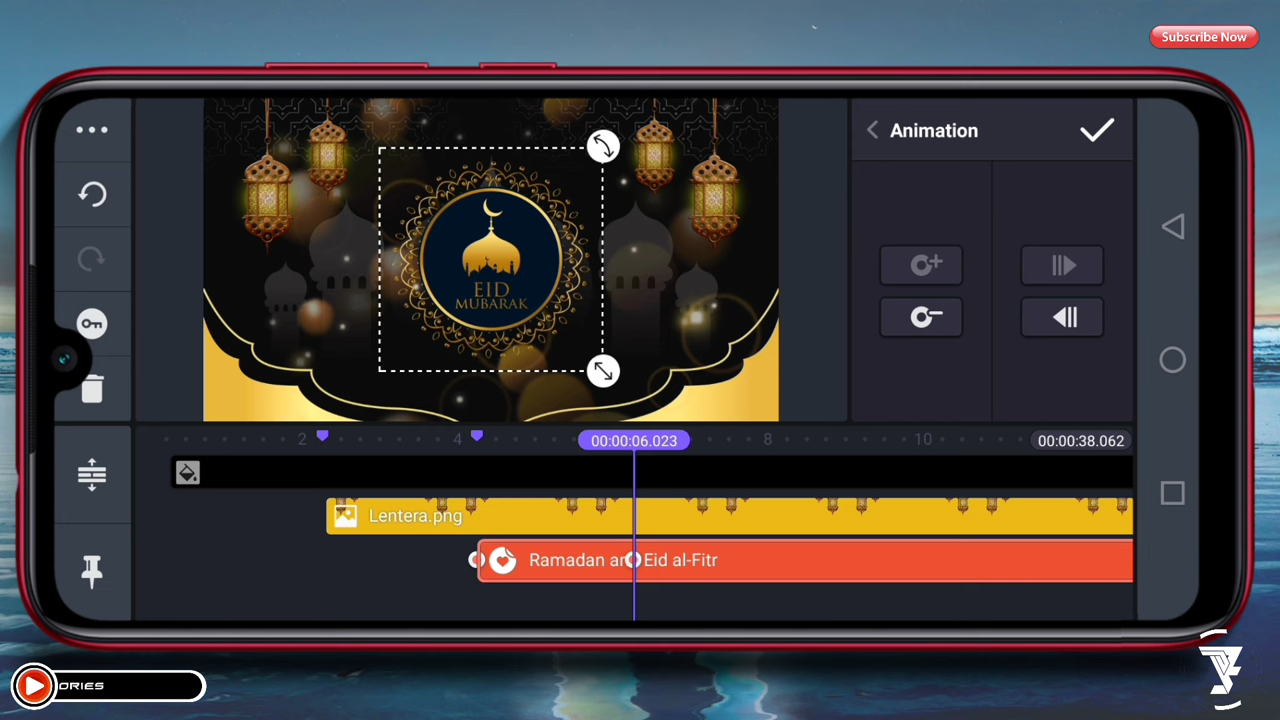 Subscribe Now
Animation
EID
MUBARAK
2
4
00:00:06.023
8
10
00:00:38.062
Lentera.png
Ramadan an Eid al-Fitr
ORIES